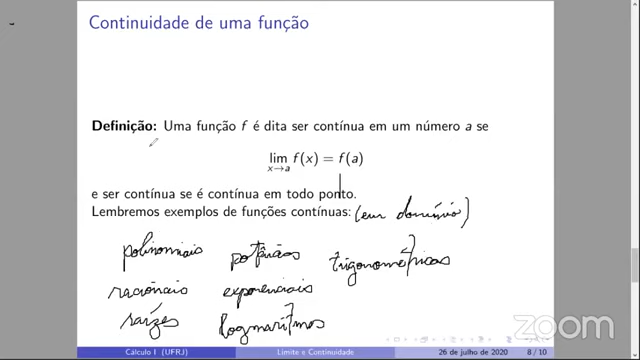 Continuidade de uma função
Definição: Uma função f é dita ser contínua em um número a se
lim f(x) = f(a)
x→a
e ser contínua se é contínua em todo ponto.
Lembremos exemplos de funções contínuas: (em domínio)
polinomiais potências trigonométricas
racionais exponenciais
raízes logmaritmos
zoom
Cálculo I (UFRJ) Limite e Continuidade 26 de julho de 2020 8 / 10